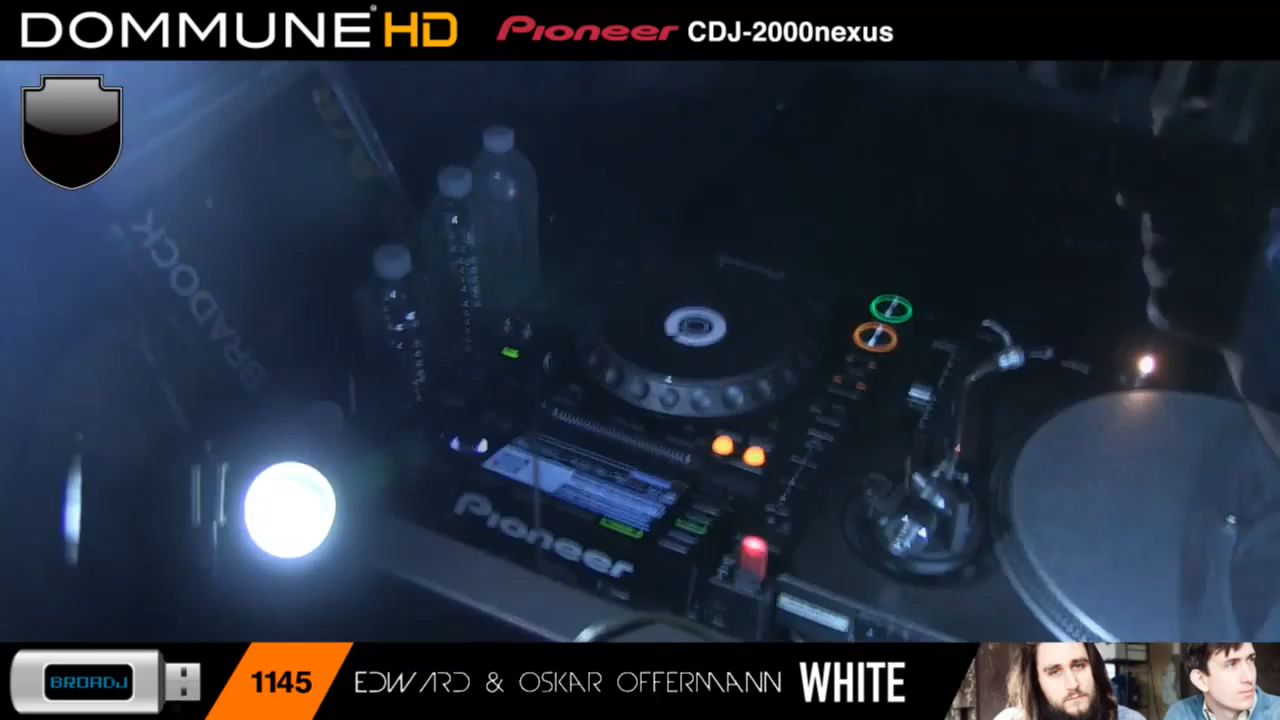 DOMMUNE HD
Pioneer CDJ-2000nexus
BRADOCK
Pioneer
BROADJ
1145
EDWARD & OSKAR OFFERMANN WHITE